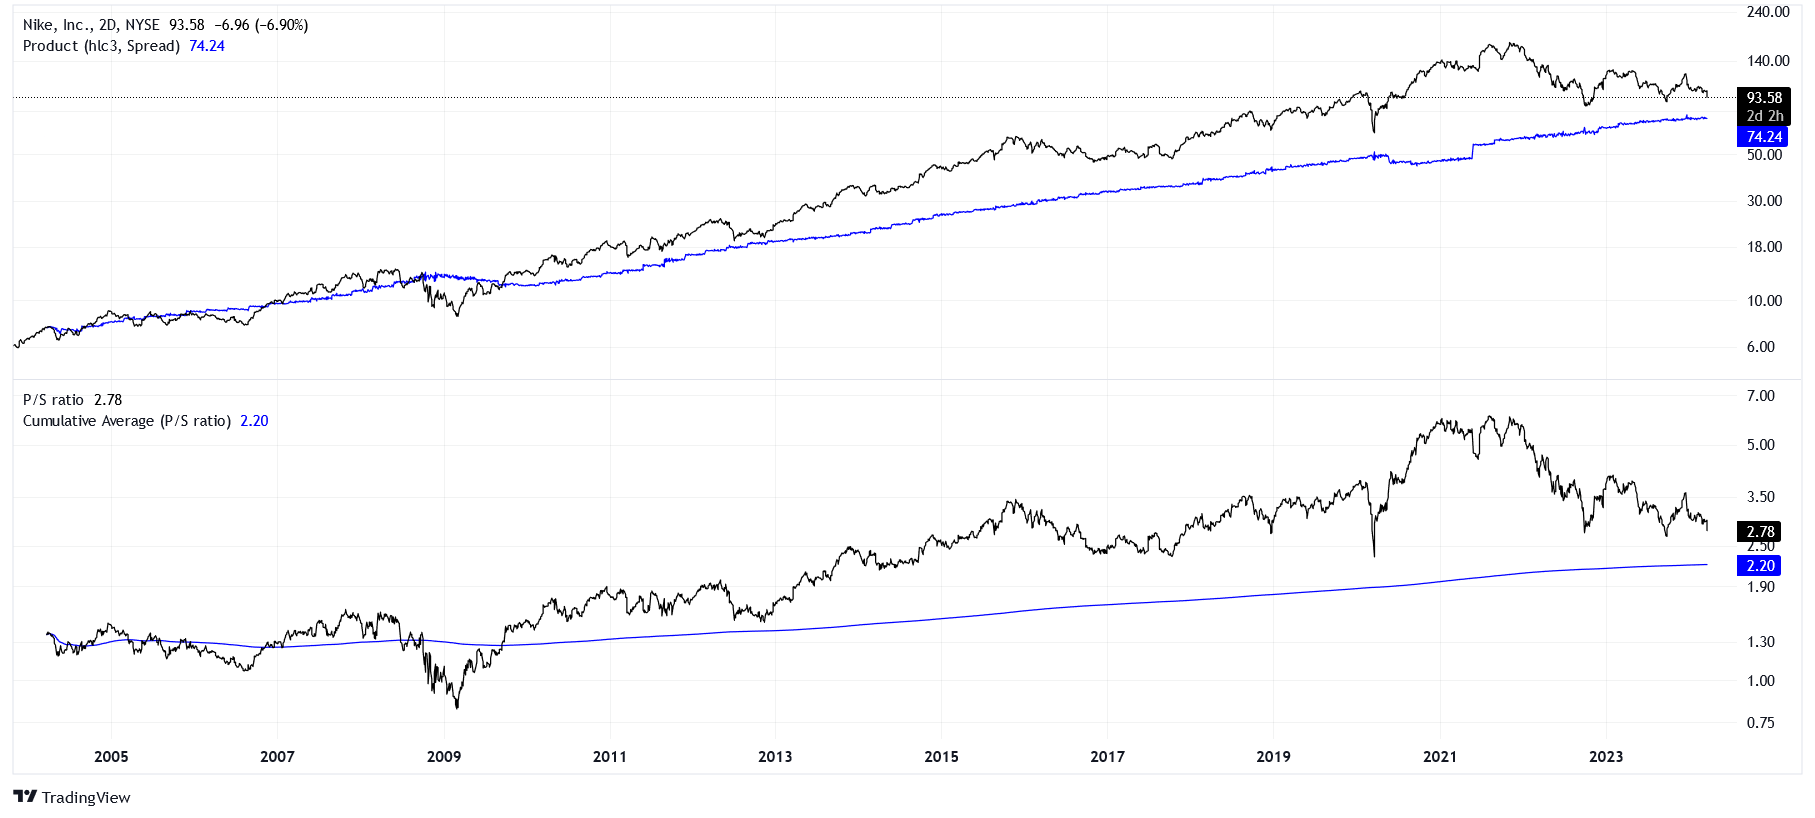 Nike, Inc., 2D, NYSE 93.58 −6.96 (−6.90%)
Product (hlc3, Spread) 74.24
240.00
140.00
93.58
2d 2h
74.24
50.00
30.00
18.00
10.00
6.00
P/S ratio 2.78
Cumulative Average (P/S ratio) 2.20
7.00
5.00
3.50
2.78
2.50
2.20
1.90
1.30
1.00
0.75
2005 2007 2009 2011 2013 2015 2017 2019 2021 2023
TradingView